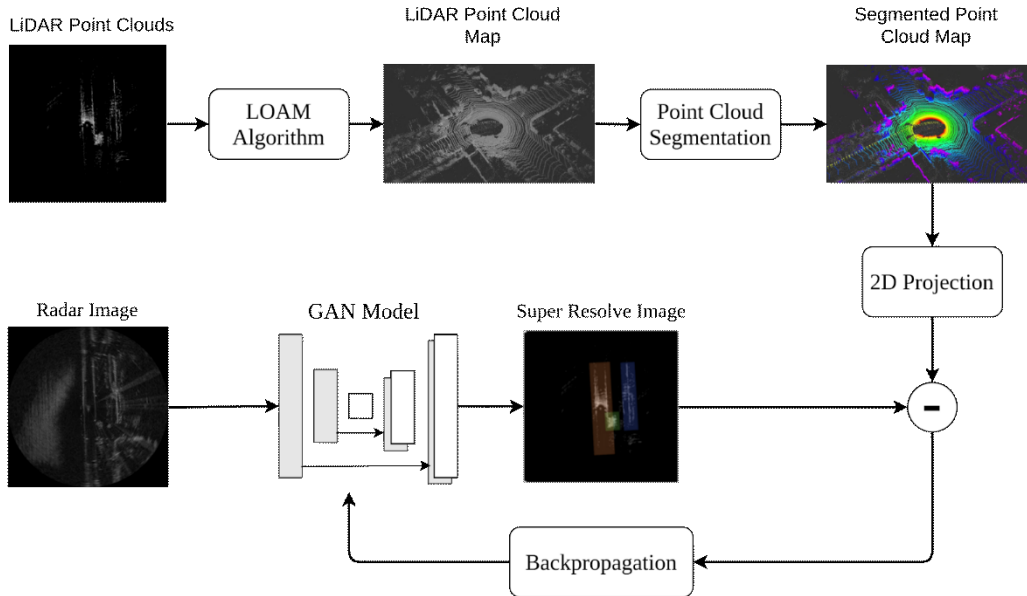 LiDAR Point Clouds
LiDAR Point Cloud
Map
Segmented Point
Cloud Map
LOAM
Algorithm
Point Cloud
Segmentation
2D Projection
Radar Image
GAN Model
Super Resolve Image
-
Backpropagation